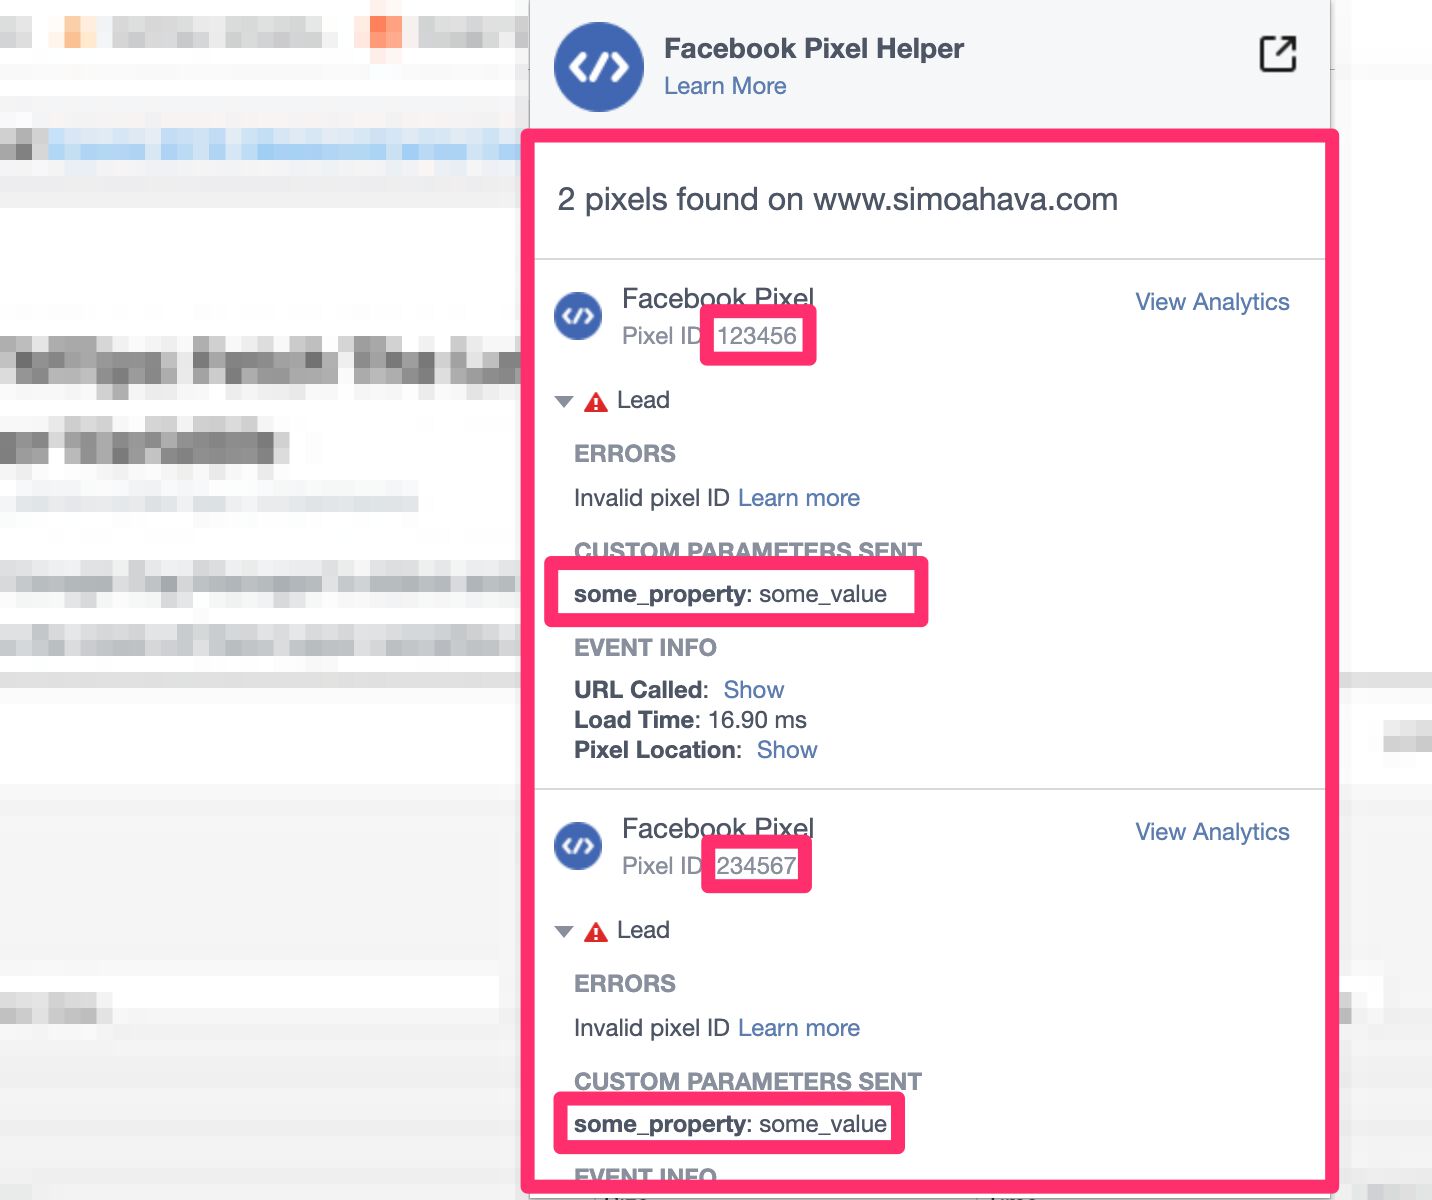 Facebook Pixel Helper
Learn More
2 pixels found on www.simoahava.com
Facebook Pixel
View Analytics
Pixel ID 123456
Lead
ERRORS
Invalid pixel ID Learn more
CUSTOM PARAMETERS SENT
some_property: some_value
EVENT INFO
URL Called: Show
Load Time: 16.90 ms
Pixel Location: Show
Facebook Pixel
View Analytics
Pixel ID 234567
Lead
ERRORS
Invalid pixel ID Learn more
CUSTOM PARAMETERS SENT
some_property: some_value
EVENT INFO